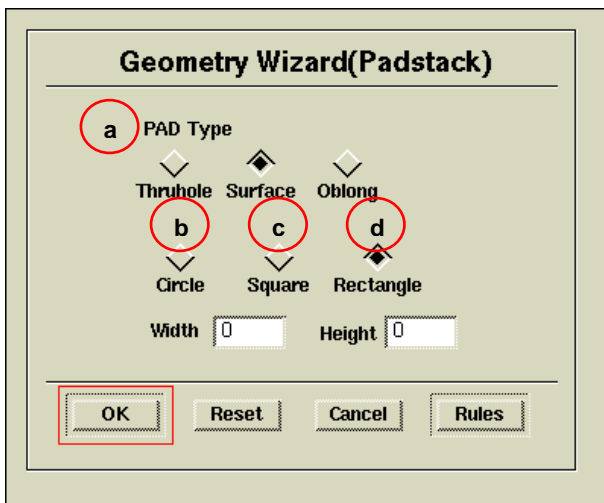 Geometry Wizard(Padstack)
a PAD Type
Thruhole Surface Oblong
b c d
Circle Square Rectangle
Width 0 Height 0
OK Reset Cancel Rules